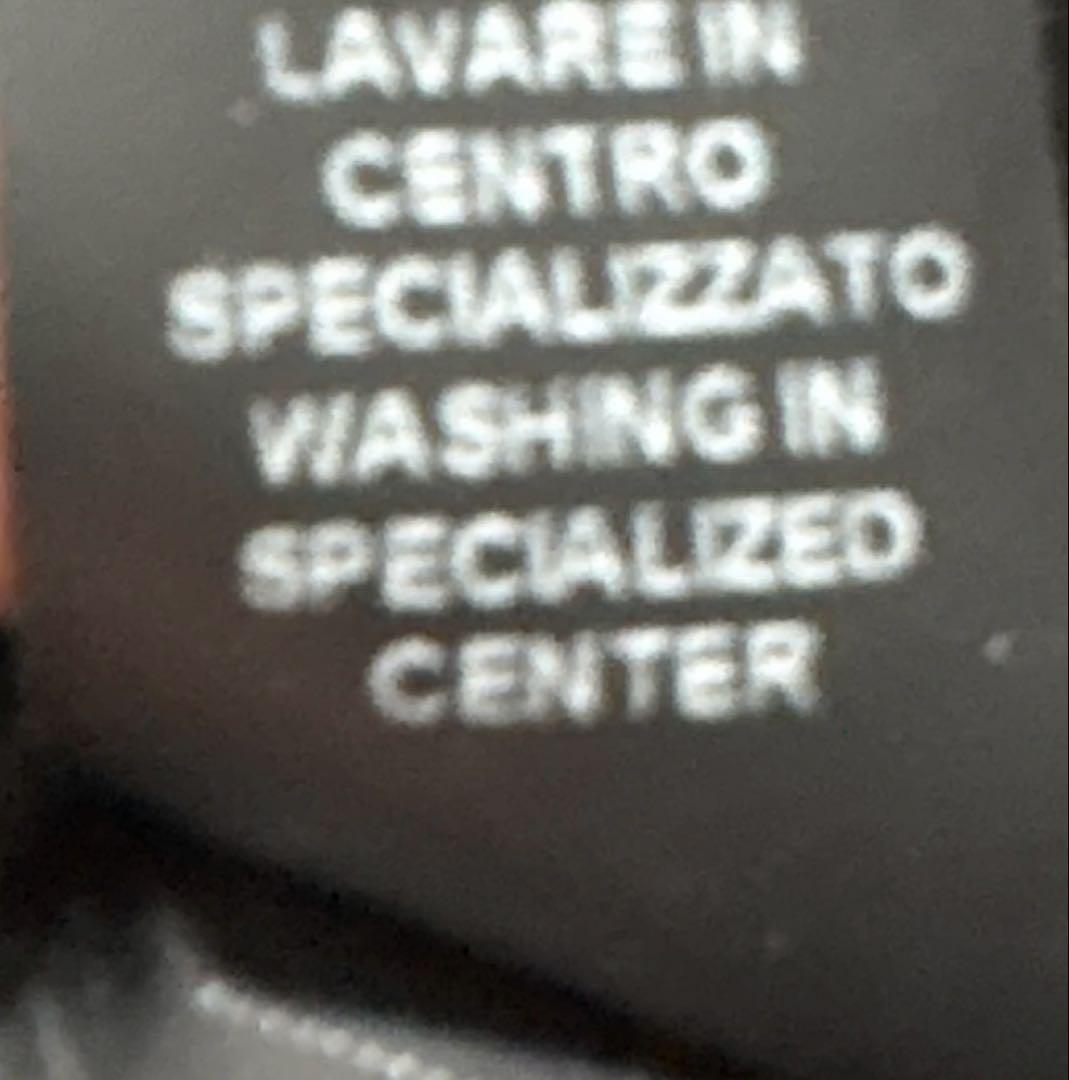 LAVARE IN
CENTRO
SPECIALIZZATO
WASHING IN
SPECIALIZED
CENTER